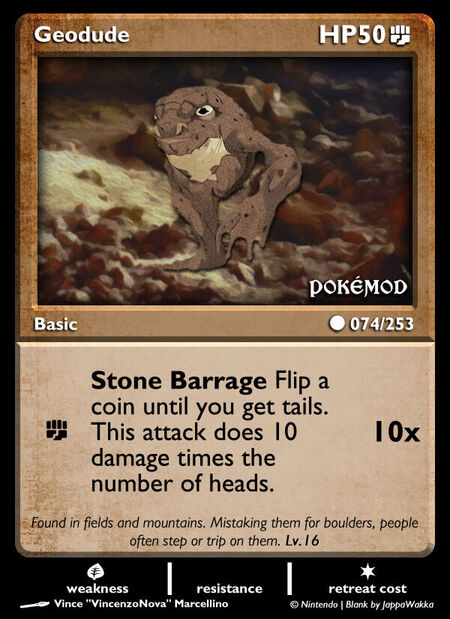 Geodude HP50
POKÉMOD
Basic 074/253
Stone Barrage Flip a
coin until you get tails.
This attack does 10
damage times the
number of heads.
10x
Found in fields and mountains. Mistaking them for boulders, people
often step or trip on them. Lv.16
weakness resistance retreat cost
Vince "VincenzoNova" Marcellino © Nintendo | Blank by JappaWakka